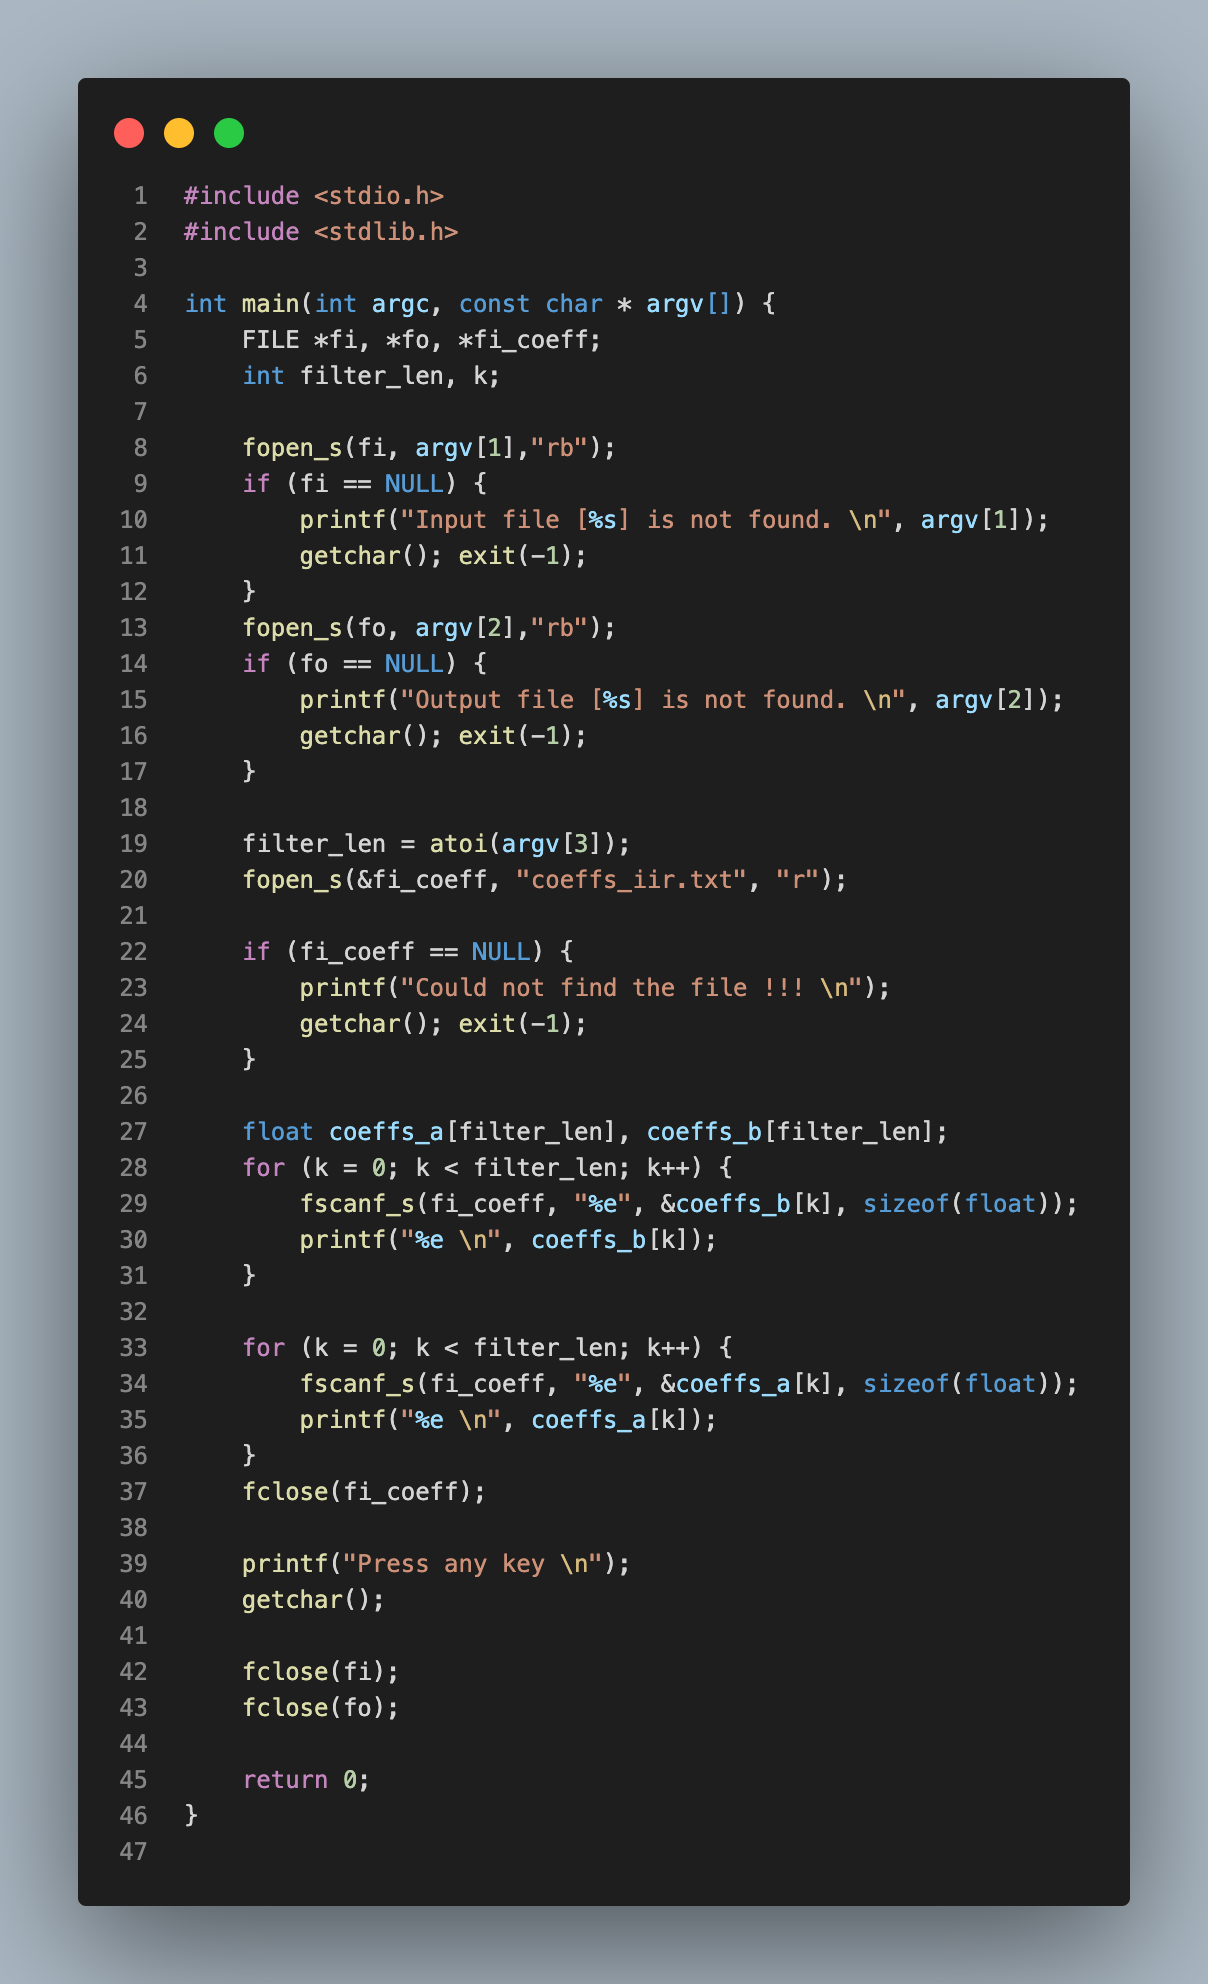 1 #include <stdio.h>
2 #include <stdlib.h>
3
4 int main(int argc, const char * argv[]) {
5     FILE *fi, *fo, *fi_coeff;
6     int filter_len, k;
7
8     fopen_s(fi, argv[1],"rb");
9     if (fi == NULL) {
10         printf("Input file [%s] is not found. \n", argv[1]);
11         getchar(); exit(-1);
12     }
13     fopen_s(fo, argv[2],"rb");
14     if (fo == NULL) {
15         printf("Output file [%s] is not found. \n", argv[2]);
16         getchar(); exit(-1);
17     }
18
19     filter_len = atoi(argv[3]);
20     fopen_s(&fi_coeff, "coeffs_iir.txt", "r");
21
22     if (fi_coeff == NULL) {
23         printf("Could not find the file !!! \n");
24         getchar(); exit(-1);
25     }
26
27     float coeffs_a[filter_len], coeffs_b[filter_len];
28     for (k = 0; k < filter_len; k++) {
29         fscanf_s(fi_coeff, "%e", &coeffs_b[k], sizeof(float));
30         printf("%e \n", coeffs_b[k]);
31     }
32
33     for (k = 0; k < filter_len; k++) {
34         fscanf_s(fi_coeff, "%e", &coeffs_a[k], sizeof(float));
35         printf("%e \n", coeffs_a[k]);
36     }
37     fclose(fi_coeff);
38
39     printf("Press any key \n");
40     getchar();
41
42     fclose(fi);
43     fclose(fo);
44
45     return 0;
46 }
47